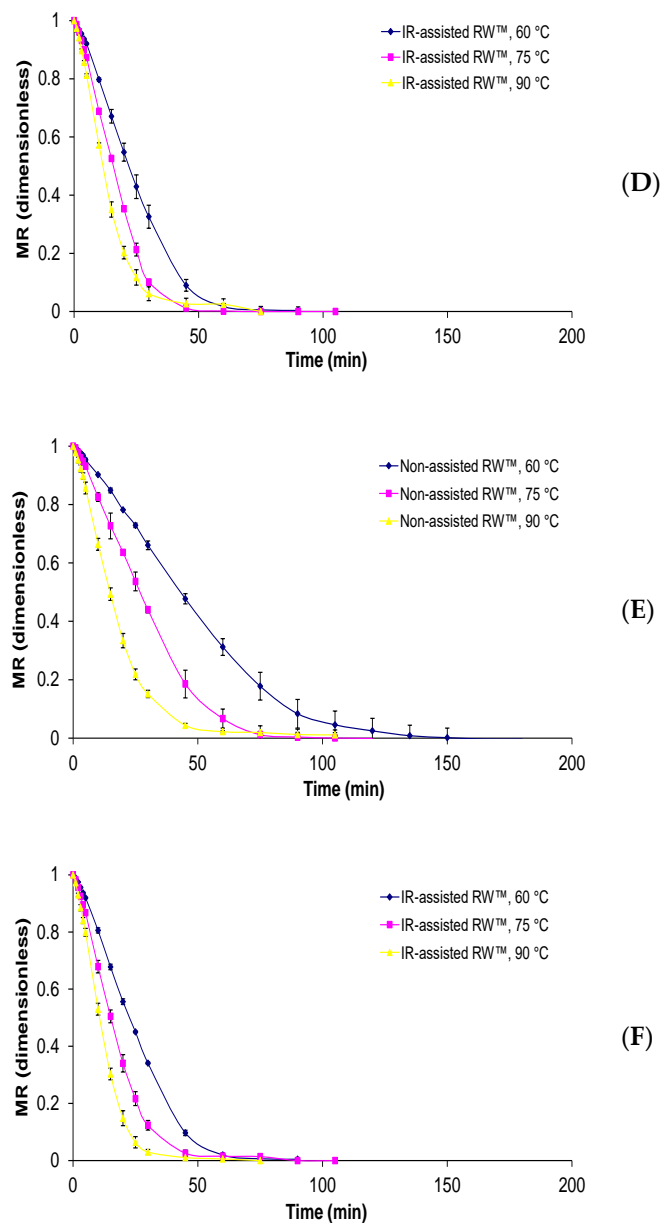 1
0.8
0.6
0.4
0.2
0
MR (dimensionless)
IR-assisted RW™, 60 °C
IR-assisted RW™, 75 °C
IR-assisted RW™, 90 °C
(D)
0 50 100 150 200
Time (min)
1
0.8
0.6
0.4
0.2
0
MR (dimensionless)
Non-assisted RW™, 60 °C
Non-assisted RW™, 75 °C
Non-assisted RW™, 90 °C
(E)
0 50 100 150 200
Time (min)
1
0.8
0.6
0.4
0.2
0
MR (dimensionless)
IR-assisted RW™, 60 °C
IR-assisted RW™, 75 °C
IR-assisted RW™, 90 °C
(F)
0 50 100 150 200
Time (min)